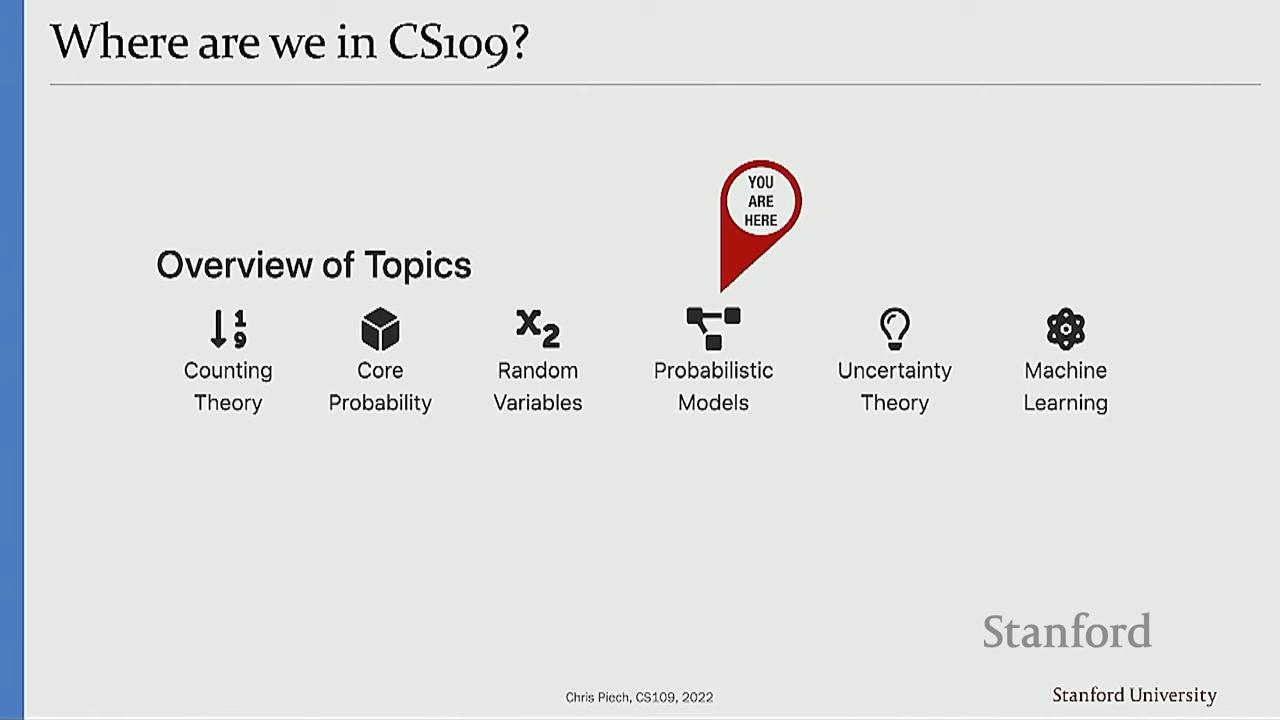 Where are we in CS109?
YOU
ARE
HERE
Overview of Topics
1
9
X2
Counting
Theory
Core
Probability
Random
Variables
Probabilistic
Models
Uncertainty
Theory
Machine
Learning
Stanford
Chris Piech, CS109, 2022
Stanford University